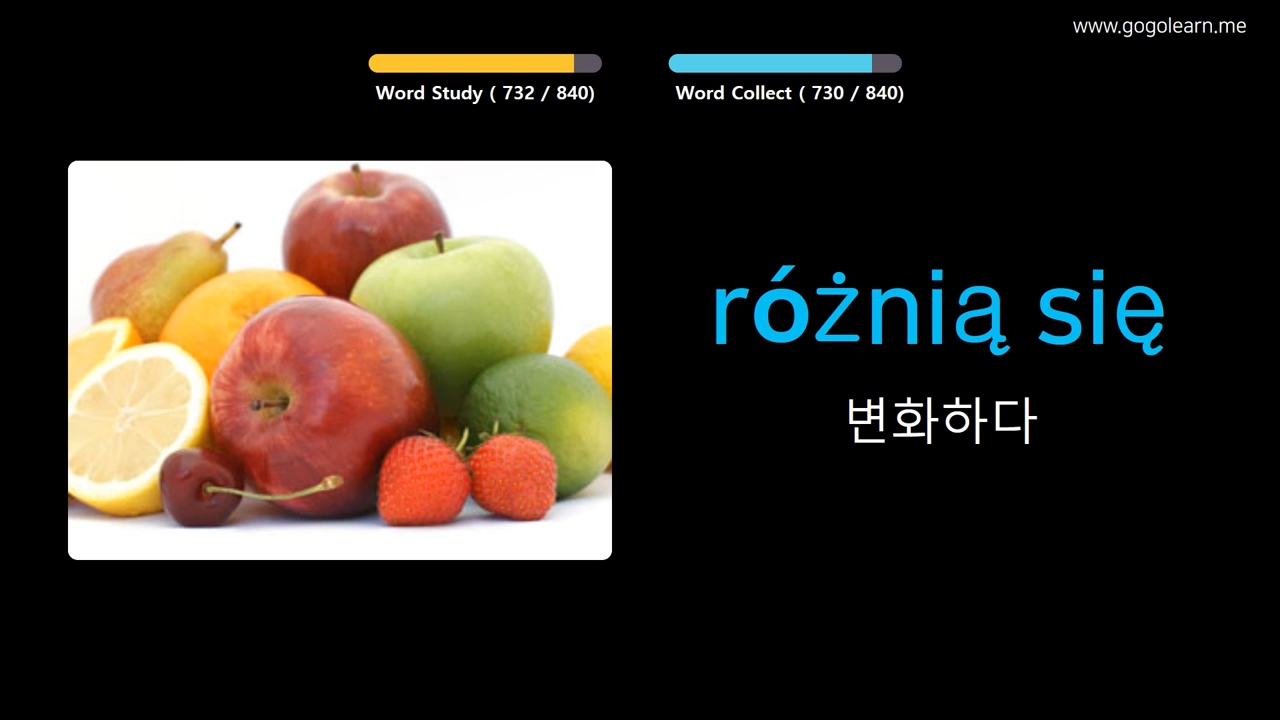 www.gogolearn.me
Word Study ( 732 / 840)
Word Collect ( 730 / 840)
różnią się
변화하다